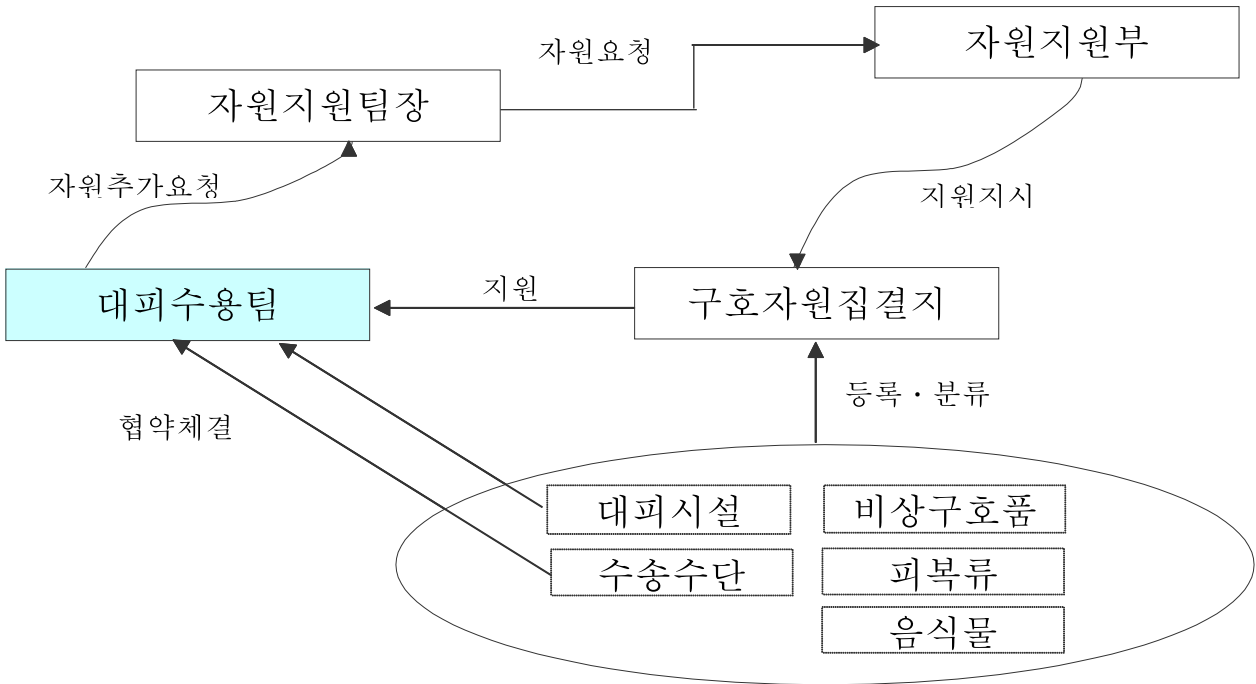 자원요청
자원지원부
자원지원팀장
자원추가요청
지원지시
대피수용팀
지원
구호자원집결지
등록・분류
협약체결
대피시설
비상구호품
수송수단
피복류
음식물